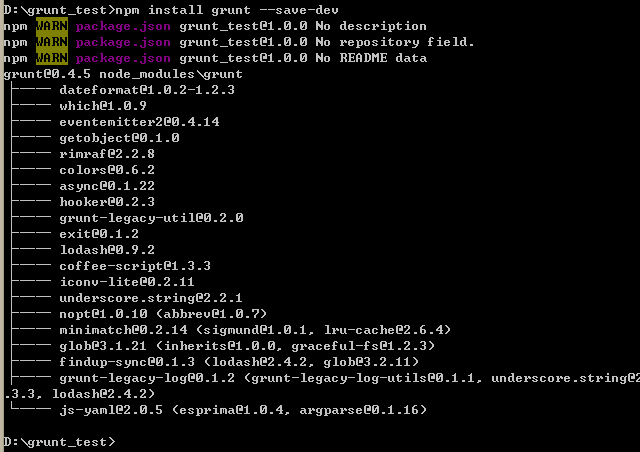 D:\grunt_test>npm install grunt --save-dev
npm WARN package.json grunt_test@1.0.0 No description
npm WARN package.json grunt_test@1.0.0 No repository field.
npm WARN package.json grunt_test@1.0.0 No README data
grunt@0.4.5 node_modules\grunt
├── dateformat@1.0.2-1.2.3
├── which@1.0.9
├── eventemitter2@0.4.14
├── getobject@0.1.0
├── rimraf@2.2.8
├── colors@0.6.2
├── async@0.1.22
├── hooker@0.2.3
├── grunt-legacy-util@0.2.0
├── exit@0.1.2
├── lodash@0.9.2
├── coffee-script@1.3.3
├── iconv-lite@0.2.11
├── underscore.string@2.2.1
├── nopt@1.0.10 (abbrev@1.0.7)
├── minimatch@0.2.14 (sigmund@1.0.1, lru-cache@2.6.4)
├── glob@3.1.21 (inherits@1.0.0, graceful-fs@1.2.3)
├── findup-sync@0.1.3 (lodash@2.4.2, glob@3.2.11)
├── grunt-legacy-log@0.1.2 (grunt-legacy-log-utils@0.1.1, underscore.string@2
.3.3, lodash@2.4.2)
└── js-yaml@2.0.5 (esprima@1.0.4, argparse@0.1.16)
D:\grunt_test>